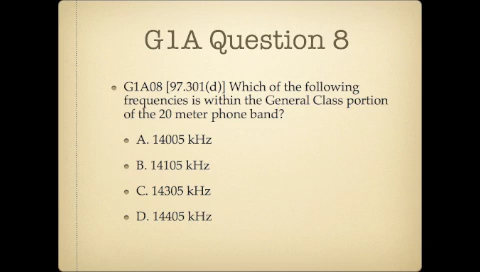 G1A Question 8
G1A08 [97.301(d)] Which of the following
frequencies is within the General Class portion
of the 20 meter phone band?
A. 14005 kHz
B. 14105 kHz
C. 14305 kHz
D. 14405 kHz